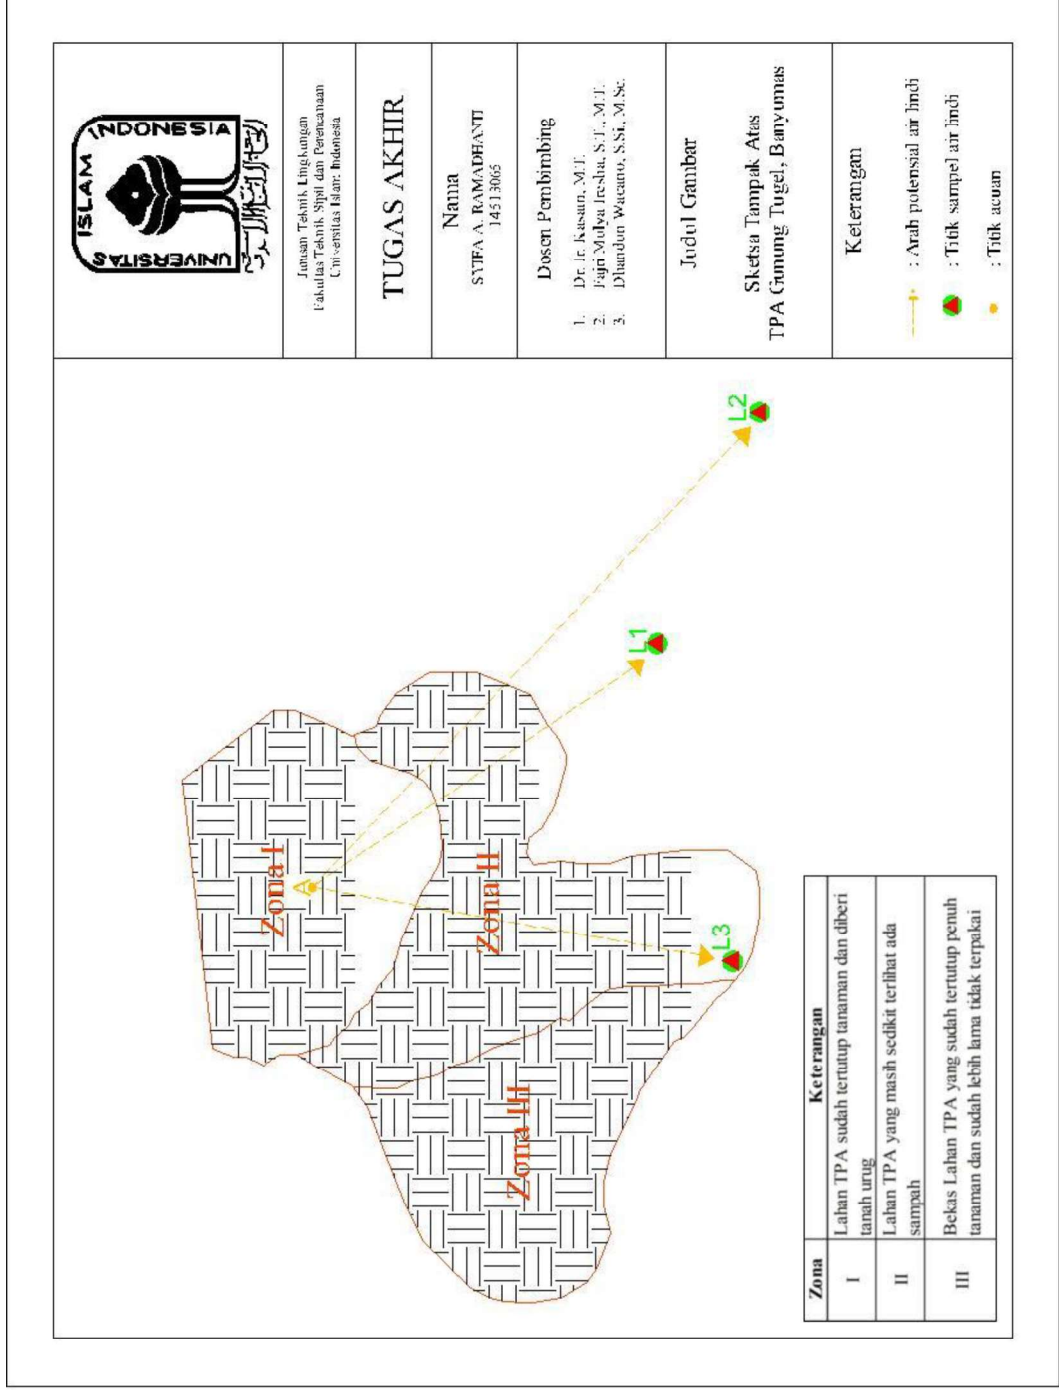 UNIVERSITAS
ISLAM
INDONESIA
Jurusan Teknik Lingkungan
Fakultas Teknik Sipil dan Perencanaan
Universitas Islam Indonesia
TUGAS AKHIR
Nama
SYIFA A. RAMADHANTI
14513065
Dosen Pembimbing
1. Dr. Ir. Kasam, M.T.
2. Fajri Mulya Iresha, S.T., M.T.
3. Dhandun Wacano, S.Si, M.Sc.
Judul Gambar
Sketsa Tampak Atas
TPA Gunung Tugel, Banyumas
Keterangan
: Arah potensial air lindi
: Titik sampel air lindi
: Titik acuan
Zona I
A
Zona II
Zona III
L1
L2
L3
Zona Keterangan
I Lahan TPA sudah tertutup tanaman dan diberi
tanah urug
II Lahan TPA yang mash sedikit terlihat ada
sampah
III Bekas Lahan TPA yang sudah tertutup penuh
tanaman dan sudah lebih lama tidak terpakai